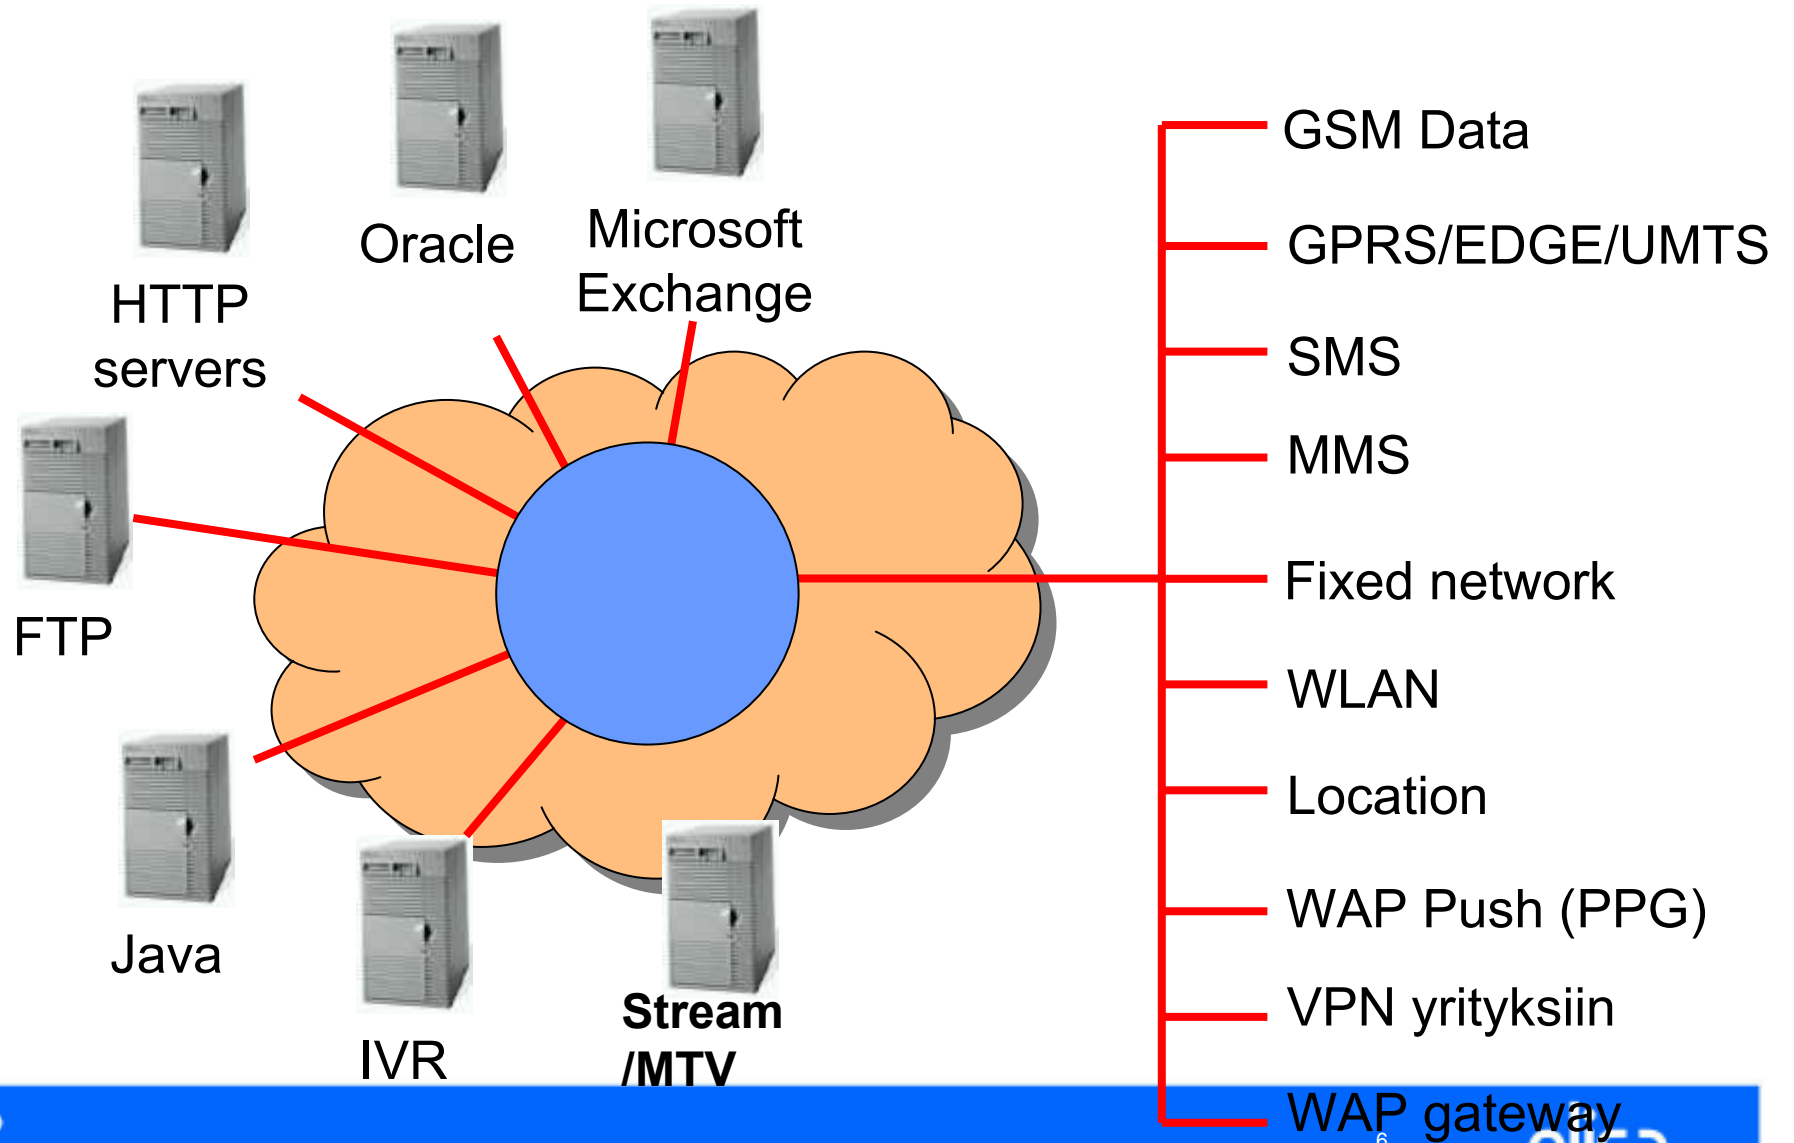 HTTP
servers
Oracle
Microsoft
Exchange
FTP
Java
IVR
Stream
/MTV
GSM Data
GPRS/EDGE/UMTS
SMS
MMS
Fixed network
WLAN
Location
WAP Push (PPG)
VPN yrityksiin
WAP gateway
6